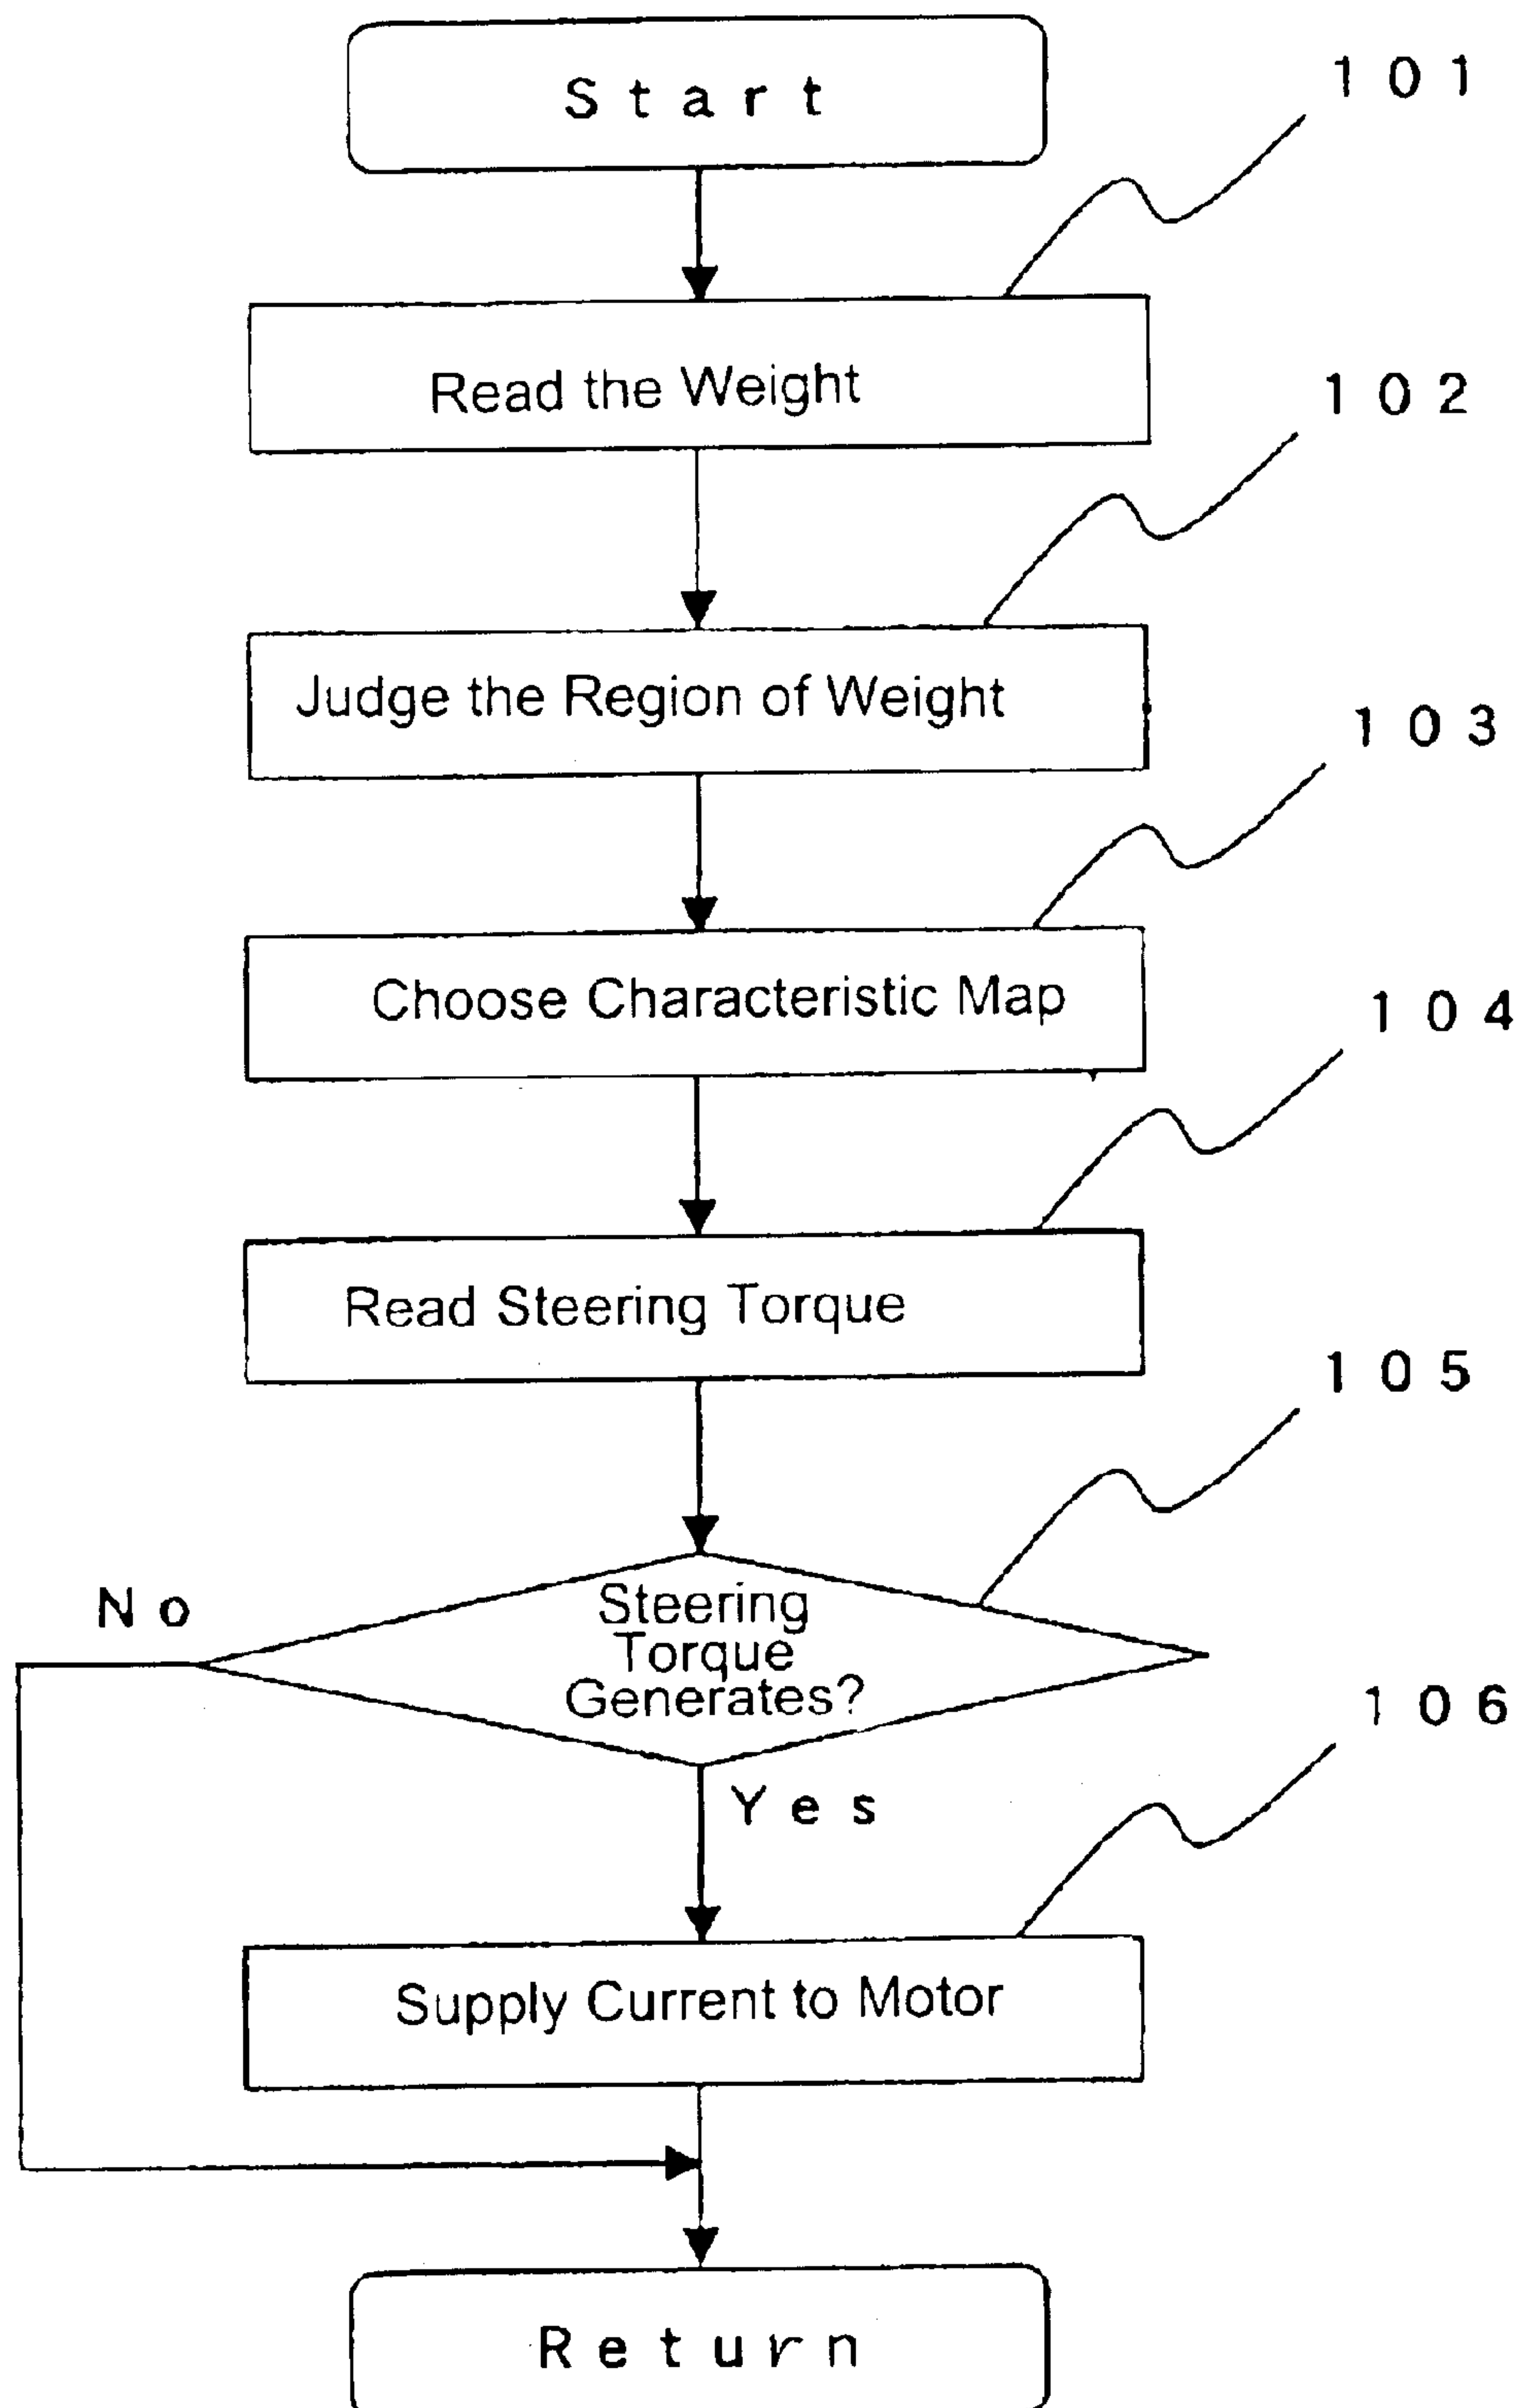 Start
101
Read the Weight
102
Judge the Region of Weight
103
Choose Characteristic Map
104
Read Steering Torque
105
No
Steering
Torque
Generates?
106
Yes
Supply Current to Motor
Return